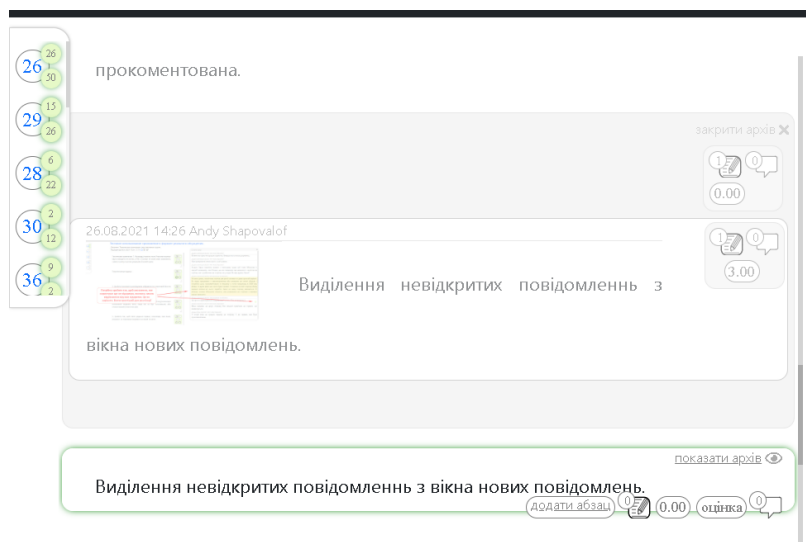 прокоментована.
26
26
50
29
15
26
28
6
22
30
2
12
36
9
2
закрити архів
1
0
0.00
26.08.2021 14:26 Andy Shapovalof
1
0
3.00
Виділення невідкритих повідомленнь з
вікна нових повідомлень.
показати архів
Виділення невідкритих повідомленнь з вікна нових повідомлень.
додати абзац
0
0.00
оцінка
0